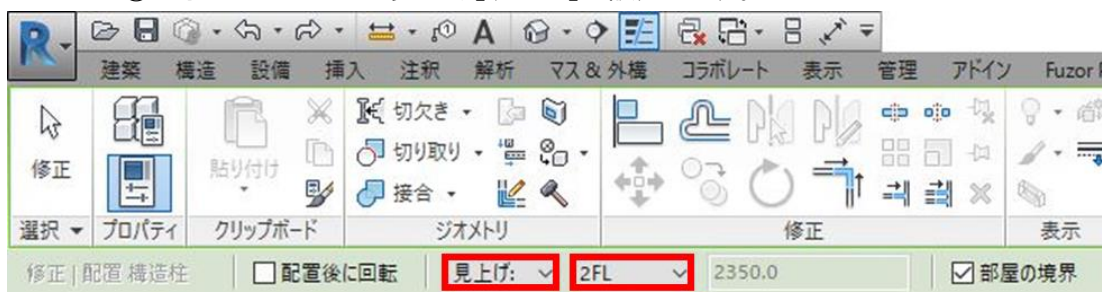 建築 構造 設備 挿入 注釈 解析 マス & 外構 コラボレート 表示 管理 アドイン Fuzor
修正 貼り付け 切欠き
切り取り
接合
選択 プロパティ クリップボード ジオメトリ 修正 表示
修正 | 配置 構造柱 配置後に回転 見上げ: 2FL 2350.0 部屋の境界